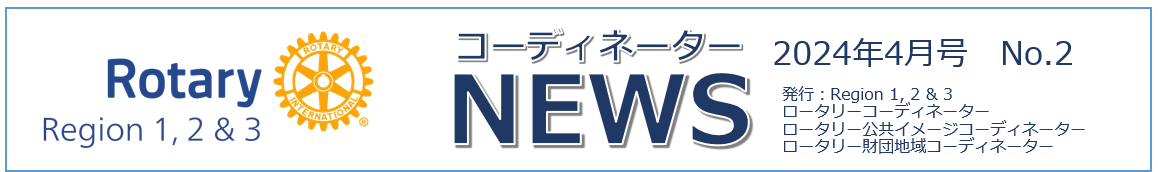 Rotary
Region 1, 2 & 3
ROTARY
INTERNATIONAL
®
コーディネーター
NEWS
2024年4月号　No.2
発行：Region 1, 2 & 3
ロータリーコーディネーター
ロータリー公共イメージコーディネーター
ロータリー財団地域コーディネーター